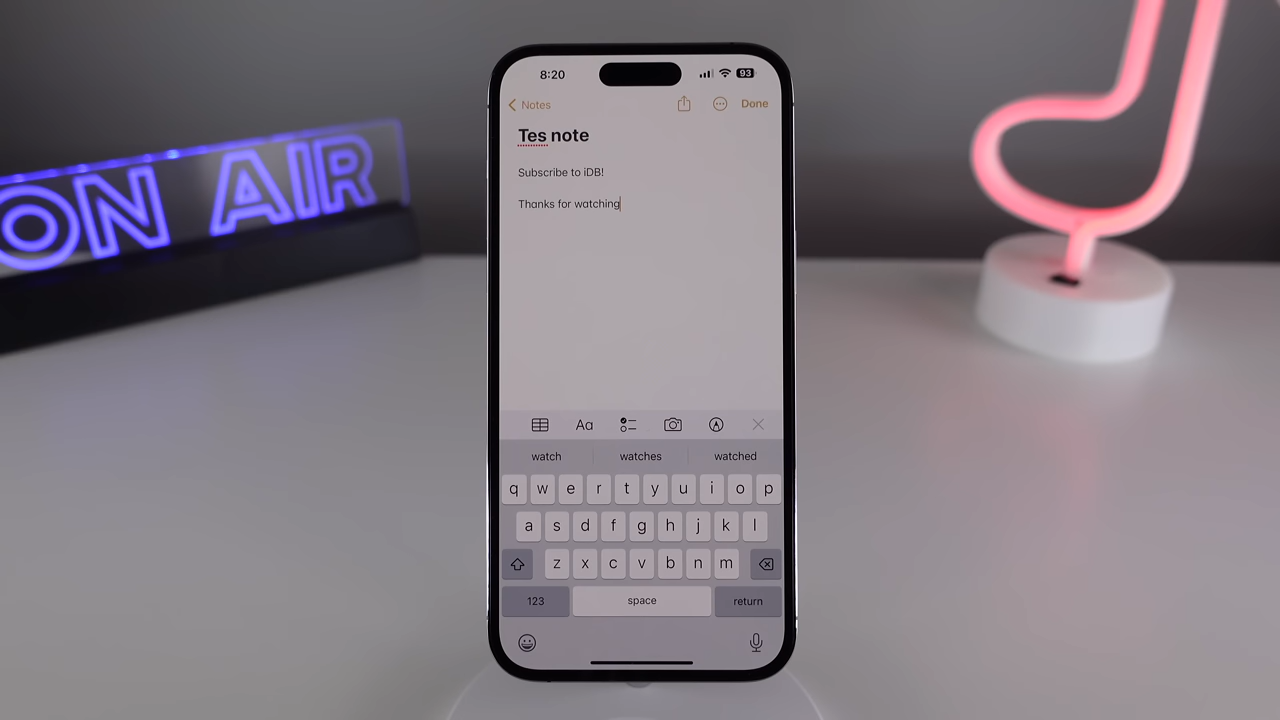 ON AIR
8:20
93
Notes
Done
Tes note
Subscribe to iDB!
Thanks for watching
Aa
watch watches watched
q w e r t y u i o p
a s d f g h j k l
z x c v b n m
123 space return